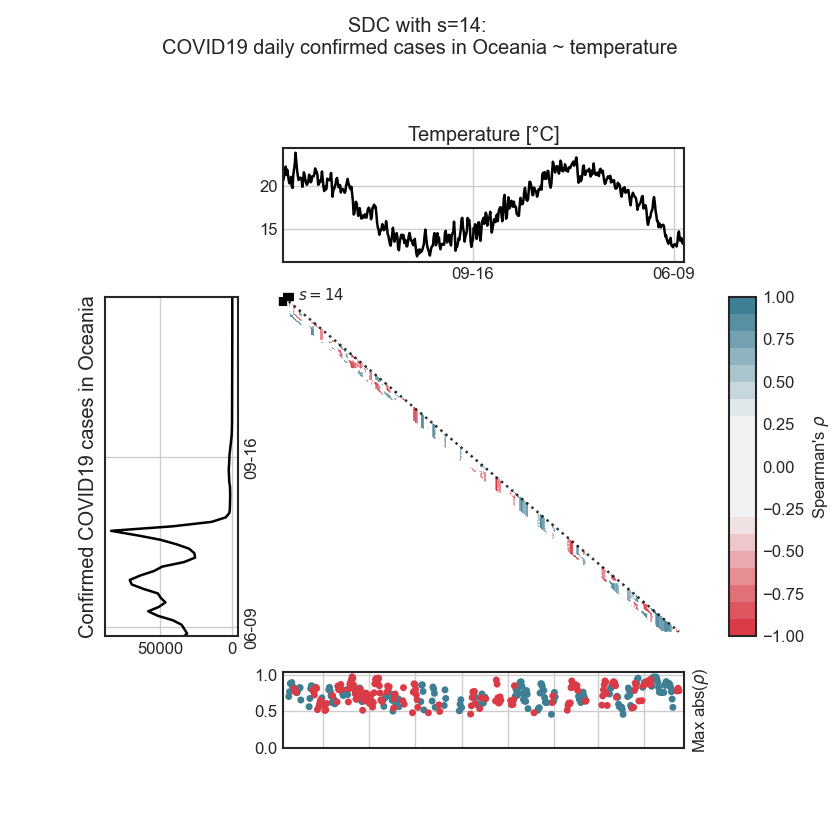 SDC with s=14:
COVID19 daily confirmed cases in Oceania ~ temperature
Temperature [°C]
20
15
09-16
06-09
s = 14
Confirmed COVID19 cases in Oceania
09-16
06-09
50000
0
1.00
0.75
0.50
0.25
0.00
−0.25
−0.50
−0.75
−1.00
Spearman's ρ
1.0
0.5
0.0
Max abs(ρ)